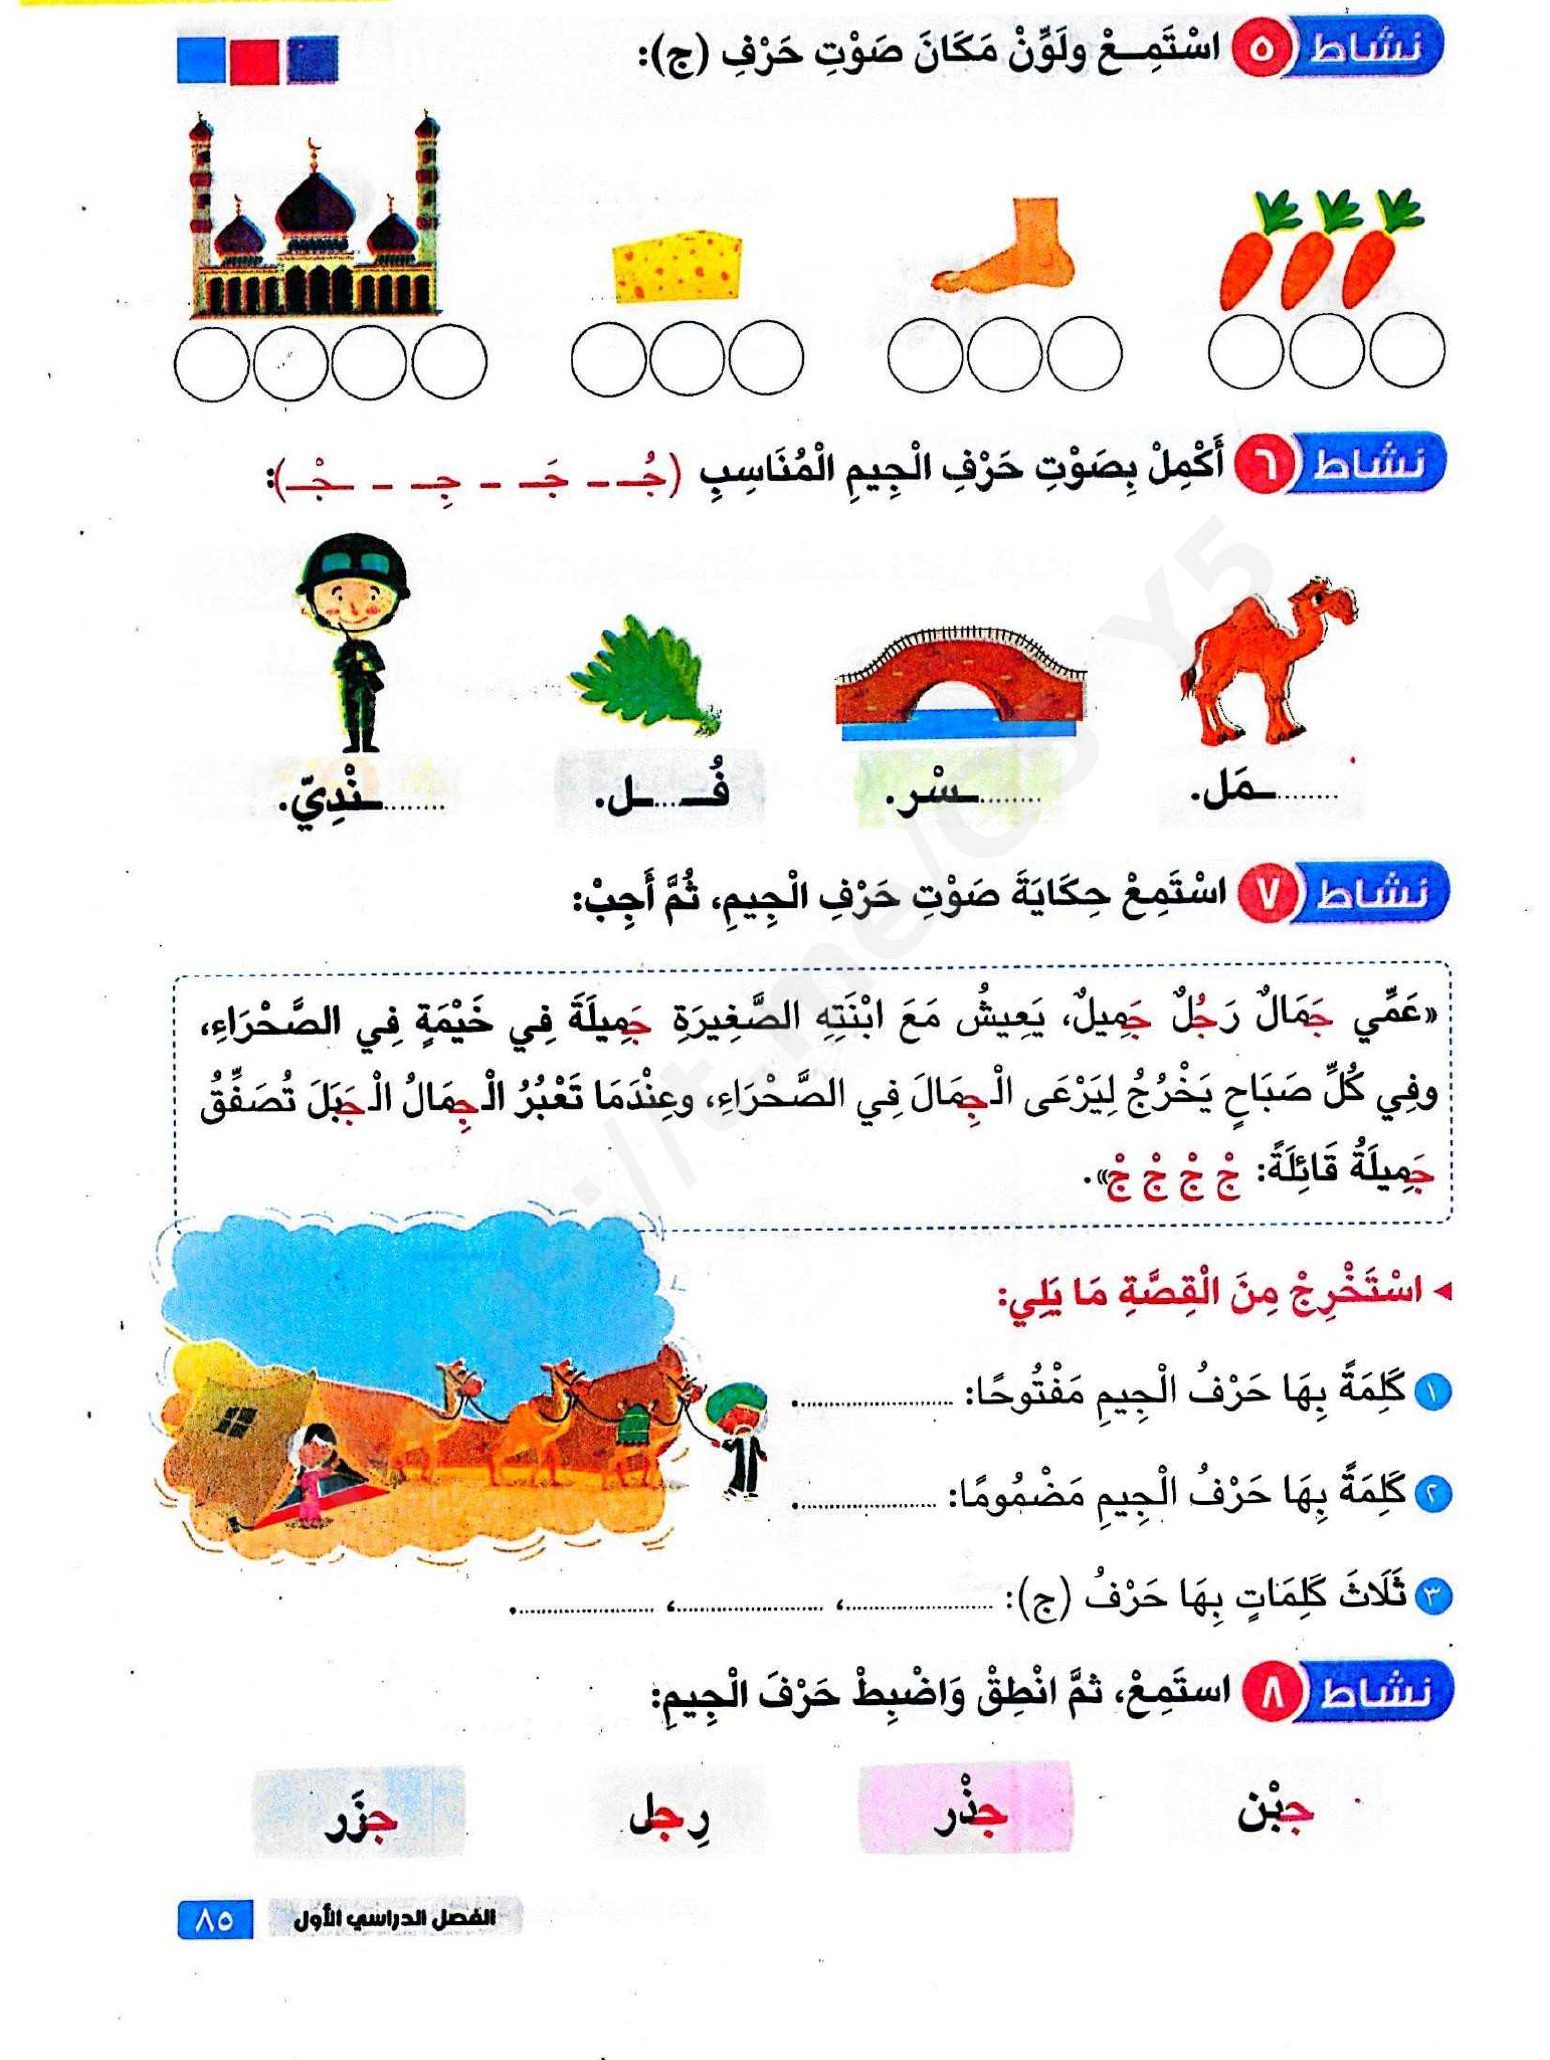 نشاط ٥ اسْتَمِعْ ولَوِّنْ مَكَانَ صَوْتِ حَرْفِ (ج):
نشاط ٦ أَكْمِلْ بِصَوْتِ حَرْفِ الْجِيمِ الْمُنَاسِبِ (جُـ - جَـ - جِـ - ـجْـ):
........ـمَل.
........ـسْر.
فُـ....ـل.
........ـنْدِيّ.
نشاط ٧ اسْتَمِعْ حِكَايَةَ صَوْتِ حَرْفِ الْجِيمِ، ثُمَّ أَجِبْ:
«عَمِّي جَمَالٌ رَجُلٌ جَمِيلٌ، يَعِيشُ مَعَ ابْنَتِهِ الصَّغِيرَةِ جَمِيلَةَ فِي خَيْمَةٍ فِي الصَّحْرَاءِ،
وفِي كُلِّ صَبَاحٍ يَخْرُجُ لِيَرْعَى الْجِمَالَ فِي الصَّحْرَاءِ، وعِنْدَمَا تَعْبُرُ الْجِمَالُ الْجَبَلَ تُصَفِّقُ
جَمِيلَةُ قَائِلَةً: جْ جْ جْ جْ».
◂ اسْتَخْرِجْ مِنَ الْقِصَّةِ مَا يَلِي:
١ كَلِمَةً بِهَا حَرْفُ الْجِيمِ مَفْتُوحًا: ........................
٢ كَلِمَةً بِهَا حَرْفُ الْجِيمِ مَضْمُومًا: ........................
٣ ثَلَاثَ كَلِمَاتٍ بِهَا حَرْفُ (ج): ........................، ........................، ........................
نشاط ٨ استَمِعْ، ثمَّ انْطِقْ وَاضْبِطْ حَرْفَ الْجِيمِ:
جبْن
جذْر
رِجل
جزَر
الفصل الدراسي الأول
٨٥